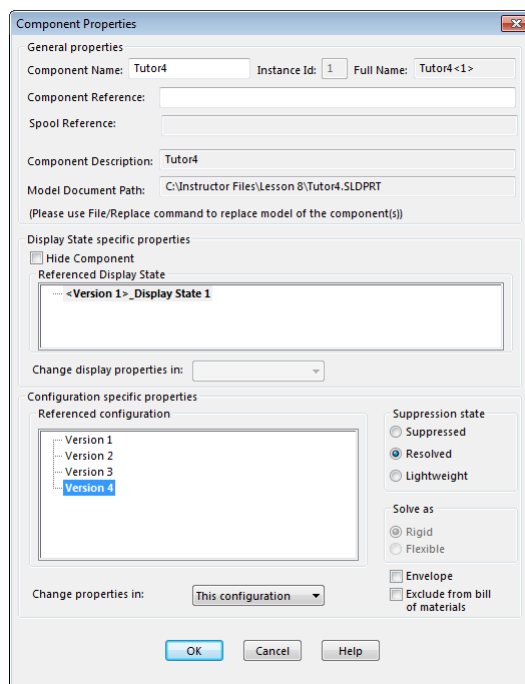 Component Properties
General properties
Component Name: Tutor4 Instance Id: 1 Full Name: Tutor4<1>
Component Reference:
Spool Reference:
Component Description: Tutor4
Model Document Path: C:\Instructor Files\Lesson 8\Tutor4.SLDPRT
(Please use File/Replace command to replace model of the component(s))
Display State specific properties
Hide Component
Referenced Display State
<Version 1>_Display State 1
Change display properties in:
Configuration specific properties
Referenced configuration
Version 1
Version 2
Version 3
Version 4
Change properties in: This configuration
Suppression state
Suppressed
Resolved
Lightweight
Solve as
Rigid
Flexible
Envelope
Exclude from bill
of materials
OK Cancel Help